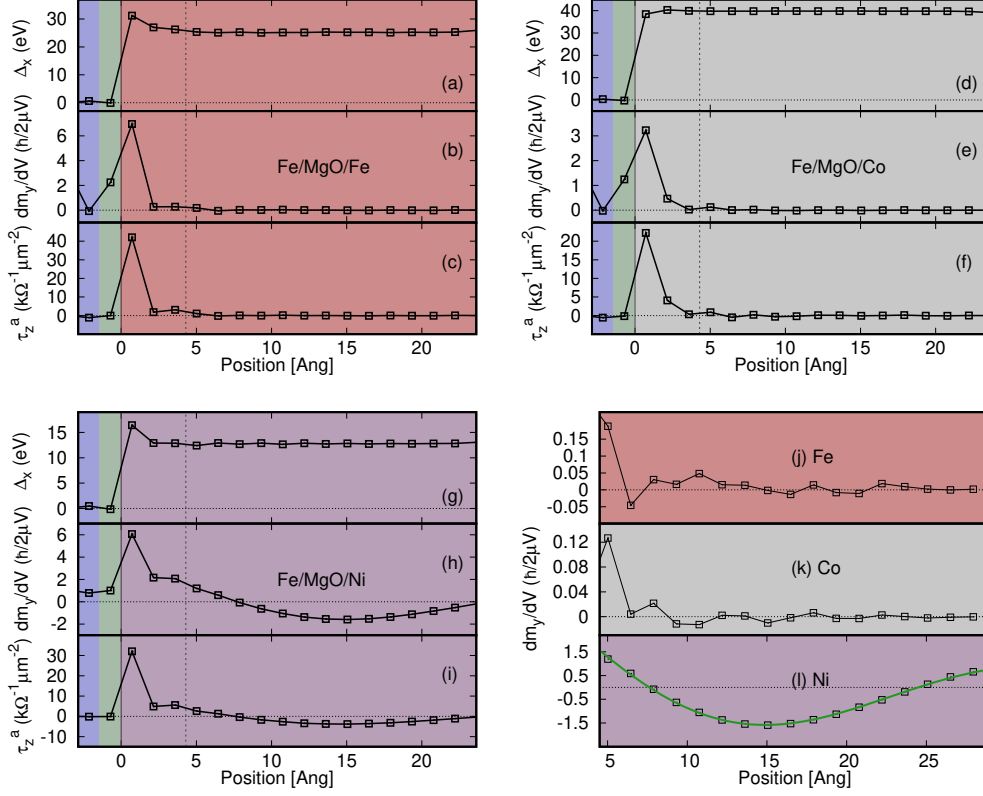 Δx (eV)
30
20
10
0
(a)
dmy/dV (ħ/2µV)
6
4
2
0
Fe/MgO/Fe
(b)
τz^a (kΩ⁻¹µm⁻²)
40
30
20
10
0
(c)
0 5 10 15 20
Position [Ang]
Δx (eV)
40
30
20
10
0
(d)
dmy/dV (ħ/2µV)
3
2
1
0
Fe/MgO/Co
(e)
τz^a (kΩ⁻¹µm⁻²)
20
15
10
5
0
(f)
0 5 10 15 20
Position [Ang]
Δx (eV)
15
10
5
0
(g)
dmy/dV (ħ/2µV)
6
4
2
0
-2
Fe/MgO/Ni
(h)
τz^a (kΩ⁻¹µm⁻²)
30
20
10
0
-10
(i)
0 5 10 15 20
Position [Ang]
dmy/dV (ħ/2µV)
0.15
0.1
0.05
0
-0.05
(j) Fe
0.12
0.08
0.04
0
(k) Co
1.5
0.5
-0.5
-1.5
(l) Ni
5 10 15 20 25
Position [Ang]